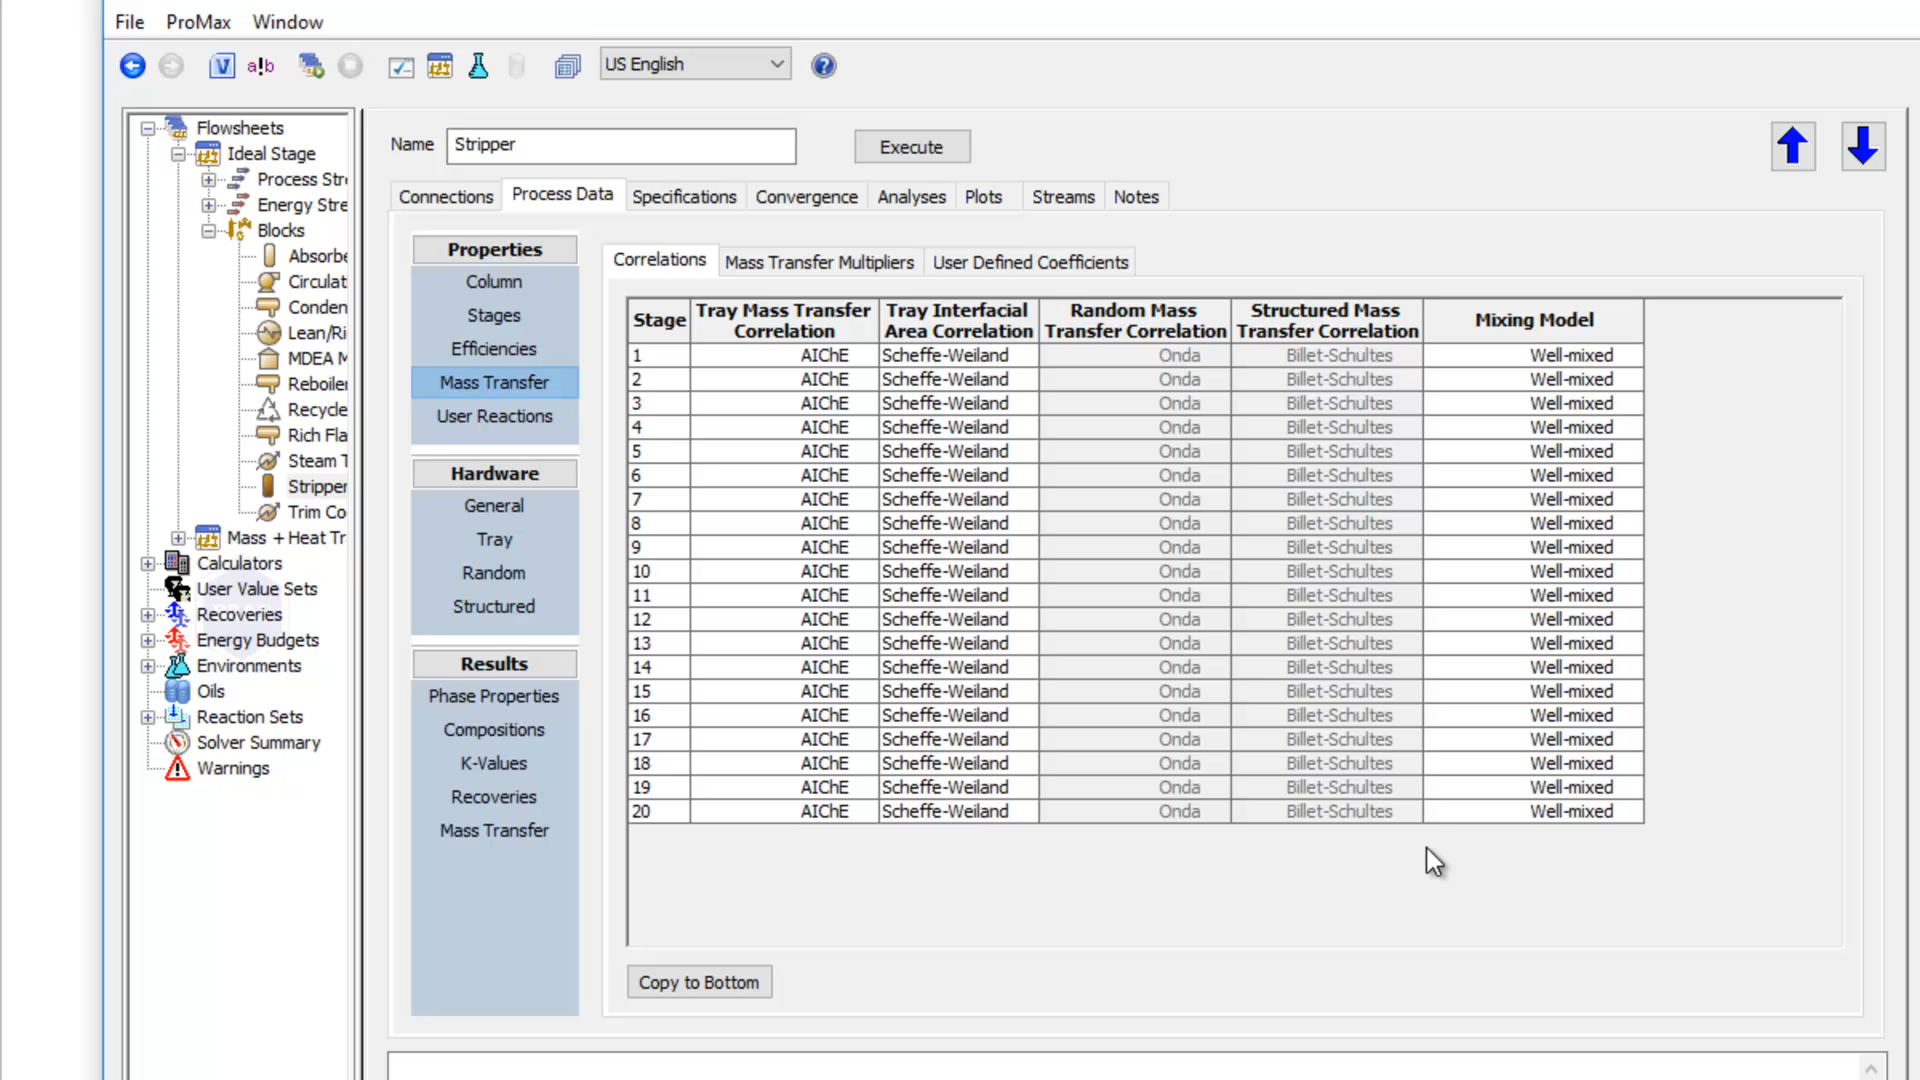 File ProMax Window
a!b US English
Flowsheets
Ideal Stage
Process Str
Energy Stre
Blocks
Absorbe
Circulat
Conden
Lean/Ri
MDEA M
Reboiler
Recycle
Rich Fla
Steam T
Stripper
Trim Co
Mass + Heat Tr
Calculators
User Value Sets
Recoveries
Energy Budgets
Environments
Oils
Reaction Sets
Solver Summary
Warnings
Name Stripper Execute
Connections Process Data Specifications Convergence Analyses Plots Streams Notes
Properties
Column
Stages
Efficiencies
Mass Transfer
User Reactions
Hardware
General
Tray
Random
Structured
Results
Phase Properties
Compositions
K-Values
Recoveries
Mass Transfer
Correlations Mass Transfer Multipliers User Defined Coefficients
Stage Tray Mass Transfer Correlation Tray Interfacial Area Correlation Random Mass Transfer Correlation Structured Mass Transfer Correlation Mixing Model
1 AIChE Scheffe-Weiland Onda Billet-Schultes Well-mixed
2 AIChE Scheffe-Weiland Onda Billet-Schultes Well-mixed
3 AIChE Scheffe-Weiland Onda Billet-Schultes Well-mixed
4 AIChE Scheffe-Weiland Onda Billet-Schultes Well-mixed
5 AIChE Scheffe-Weiland Onda Billet-Schultes Well-mixed
6 AIChE Scheffe-Weiland Onda Billet-Schultes Well-mixed
7 AIChE Scheffe-Weiland Onda Billet-Schultes Well-mixed
8 AIChE Scheffe-Weiland Onda Billet-Schultes Well-mixed
9 AIChE Scheffe-Weiland Onda Billet-Schultes Well-mixed
10 AIChE Scheffe-Weiland Onda Billet-Schultes Well-mixed
11 AIChE Scheffe-Weiland Onda Billet-Schultes Well-mixed
12 AIChE Scheffe-Weiland Onda Billet-Schultes Well-mixed
13 AIChE Scheffe-Weiland Onda Billet-Schultes Well-mixed
14 AIChE Scheffe-Weiland Onda Billet-Schultes Well-mixed
15 AIChE Scheffe-Weiland Onda Billet-Schultes Well-mixed
16 AIChE Scheffe-Weiland Onda Billet-Schultes Well-mixed
17 AIChE Scheffe-Weiland Onda Billet-Schultes Well-mixed
18 AIChE Scheffe-Weiland Onda Billet-Schultes Well-mixed
19 AIChE Scheffe-Weiland Onda Billet-Schultes Well-mixed
20 AIChE Scheffe-Weiland Onda Billet-Schultes Well-mixed
Copy to Bottom